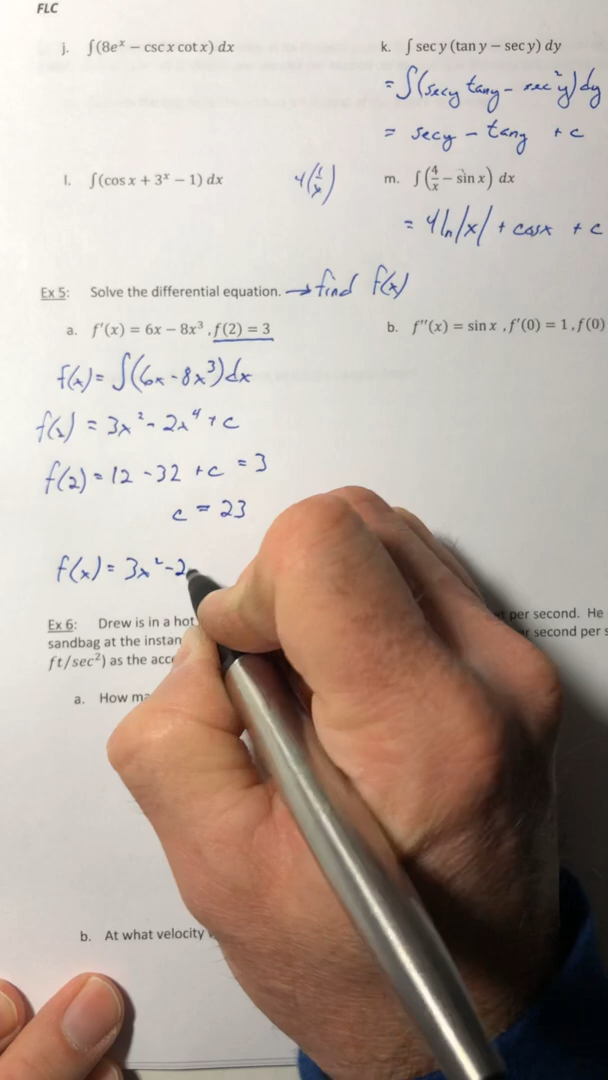 FLC
j. ∫(8eˣ − csc x cot x) dx
k. ∫ sec y (tan y − sec y) dy
= ∫(secy tany - sec²y)dy
= secy - tany + c
l. ∫(cos x + 3ˣ − 1) dx
4(1/x)
m. ∫(4/x − sin x) dx
= 4ln|x| + cosx + c
Ex 5: Solve the differential equation. → find f(x)
a. f′(x) = 6x − 8x³ , f(2) = 3
b. f″(x) = sin x , f′(0) = 1 , f(0)
f(x) = ∫(6x - 8x³)dx
f(x) = 3x² - 2x⁴ + c
f(2) = 12 - 32 + c = 3
c = 23
f(x) = 3x² - 2
Ex 6: Drew is in a hot per second. He
sandbag at the instan second per s
ft/sec²) as the acc
a. How ma
b. At what velocity